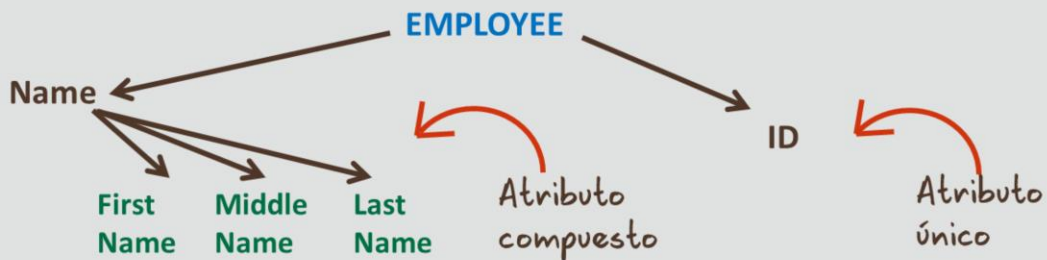 EMPLOYEE
Name
ID
First
Name
Middle
Name
Last
Name
Atributo
compuesto
Atributo
único